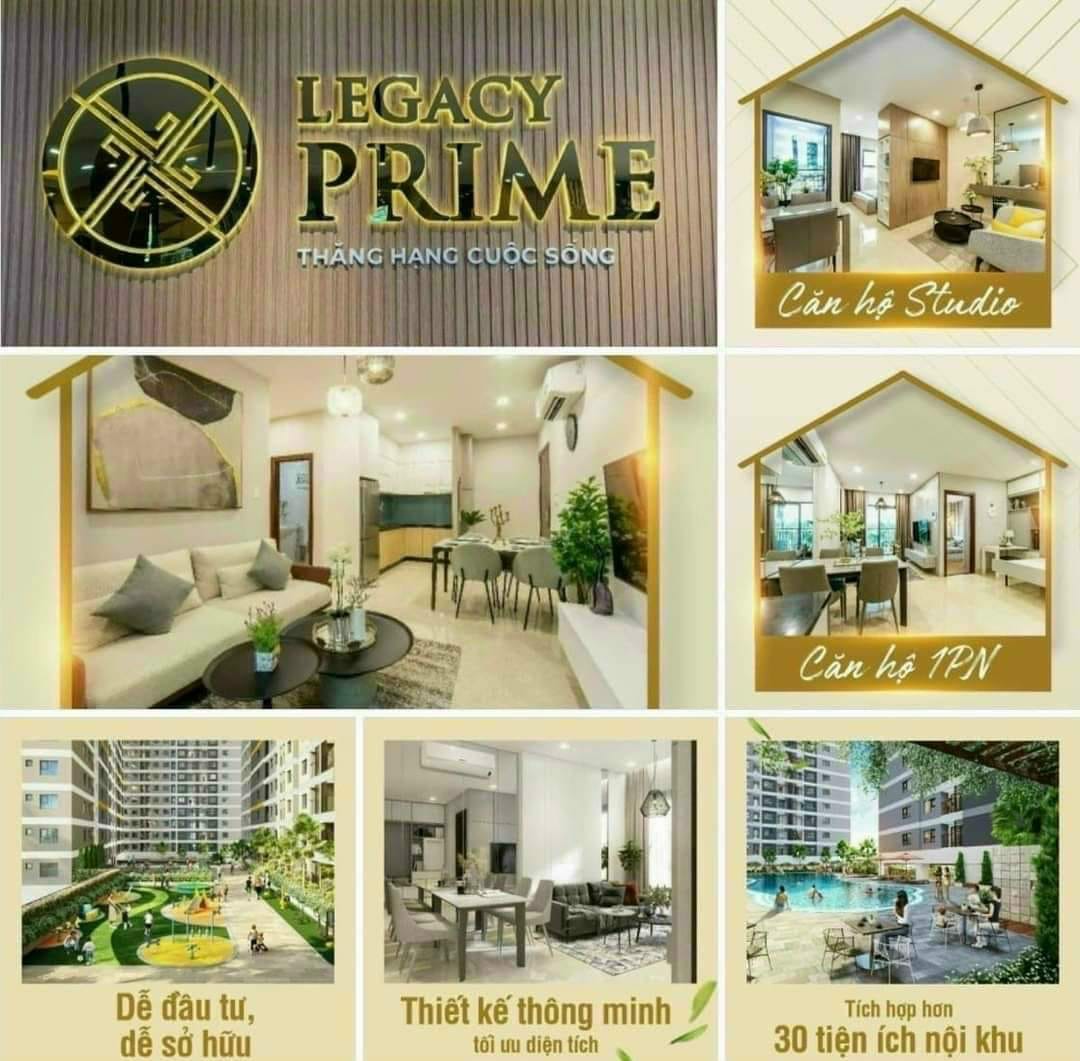 LEGACY
PRIME
THĂNG HẠNG CUỘC SỐNG
Căn hộ Studio
Căn hộ 1PN
Dễ đầu tư,
dễ sở hữu
Thiết kế thông minh
tối ưu diện tích
Tích hợp hơn
30 tiện ích nội khu